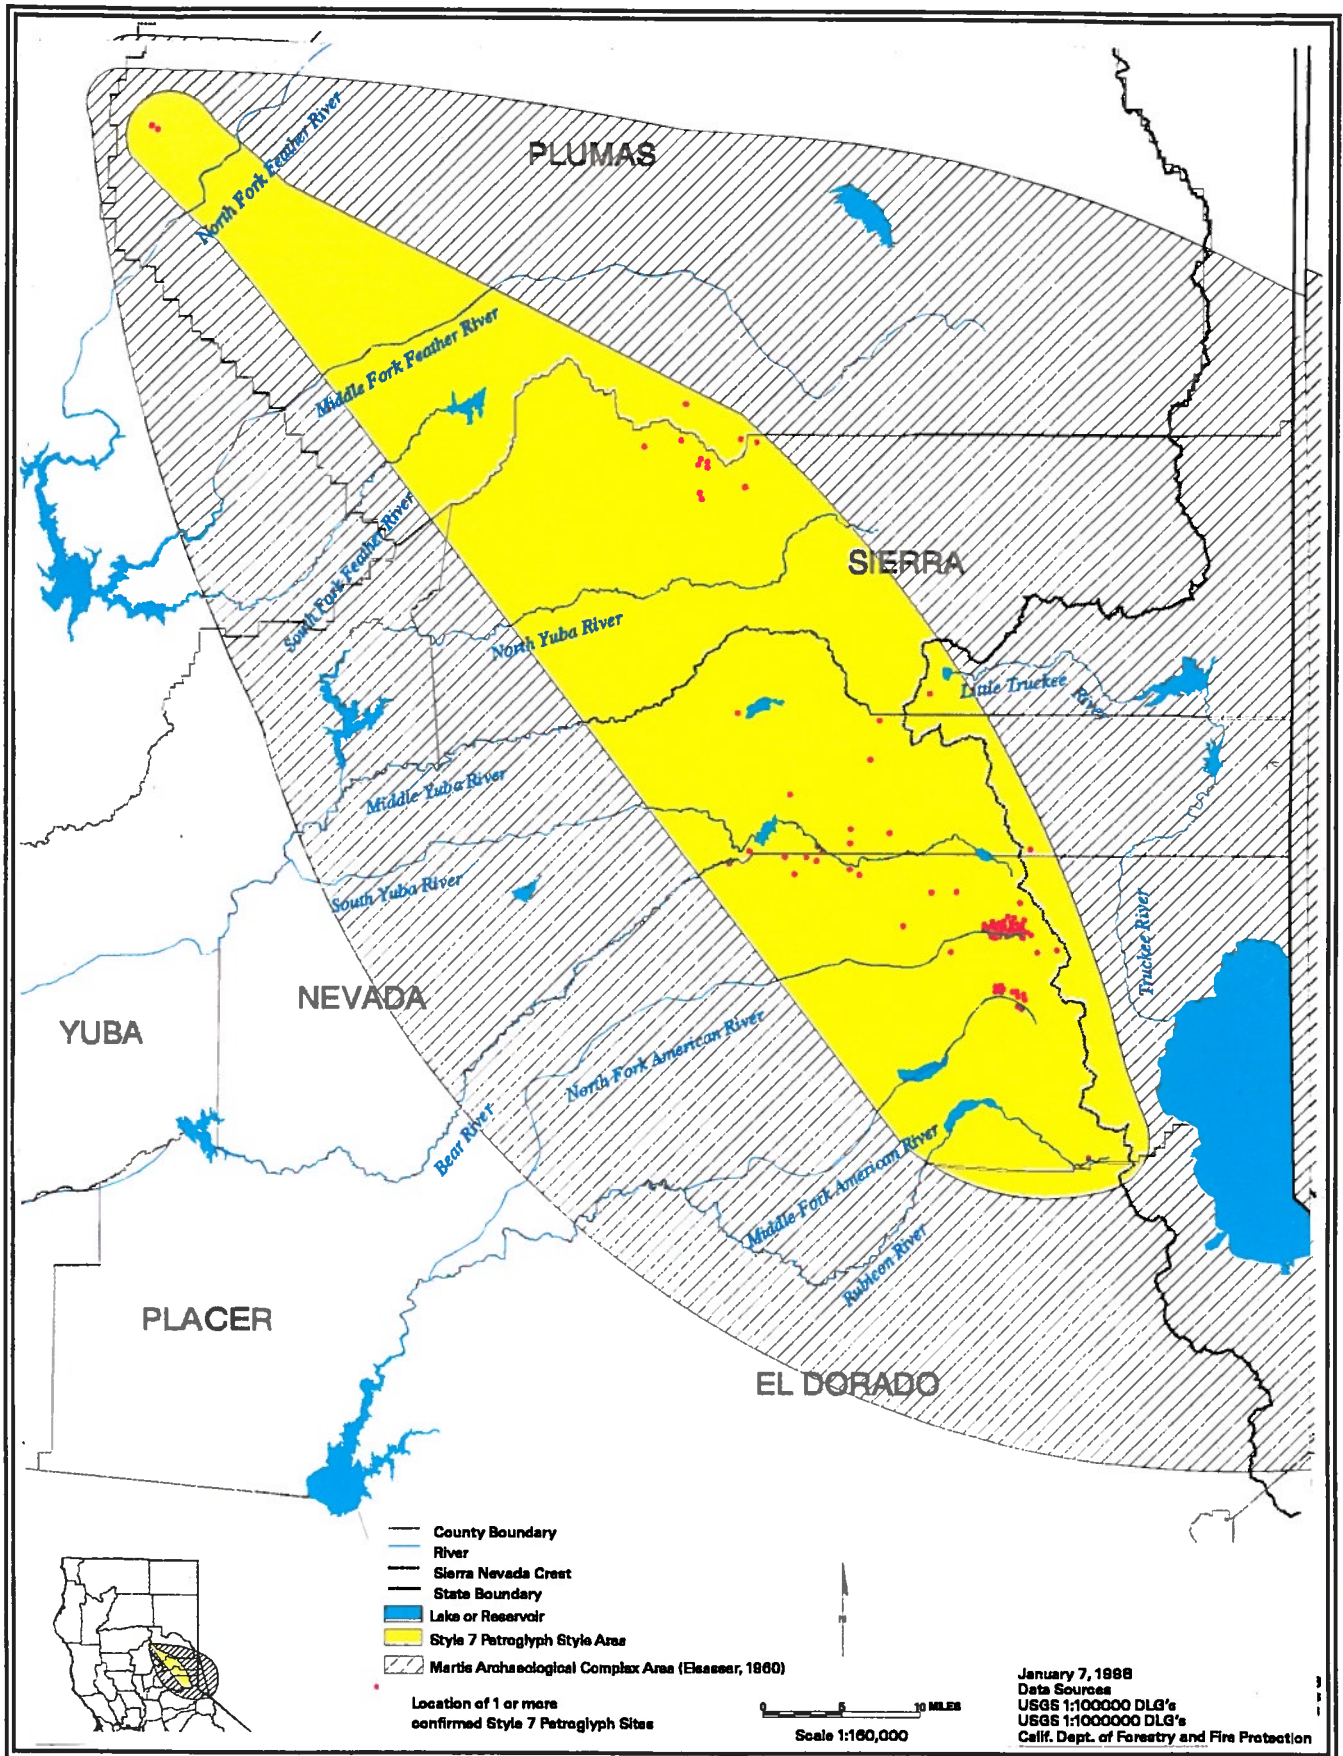 PLUMAS
North Fork Feather River
Middle Fork Feather River
South Fork Feather River
SIERRA
North Yuba River
Little Truckee River
Middle Yuba River
South Yuba River
Truckee River
NEVADA
YUBA
North Fork American River
Bear River
Middle Fork American River
Rubicon River
PLACER
EL DORADO
County Boundary
River
Sierra Nevada Crest
State Boundary
Lake or Reservoir
Style 7 Petroglyph Style Area
Martis Archaeological Complex Area (Elsasser, 1960)
Location of 1 or more
confirmed Style 7 Petroglyph Sites
N
0 5 10 MILES
Scale 1:160,000
January 7, 1998
Data Sources
USGS 1:100000 DLG's
USGS 1:1000000 DLG's
Calif. Dept. of Forestry and Fire Protection